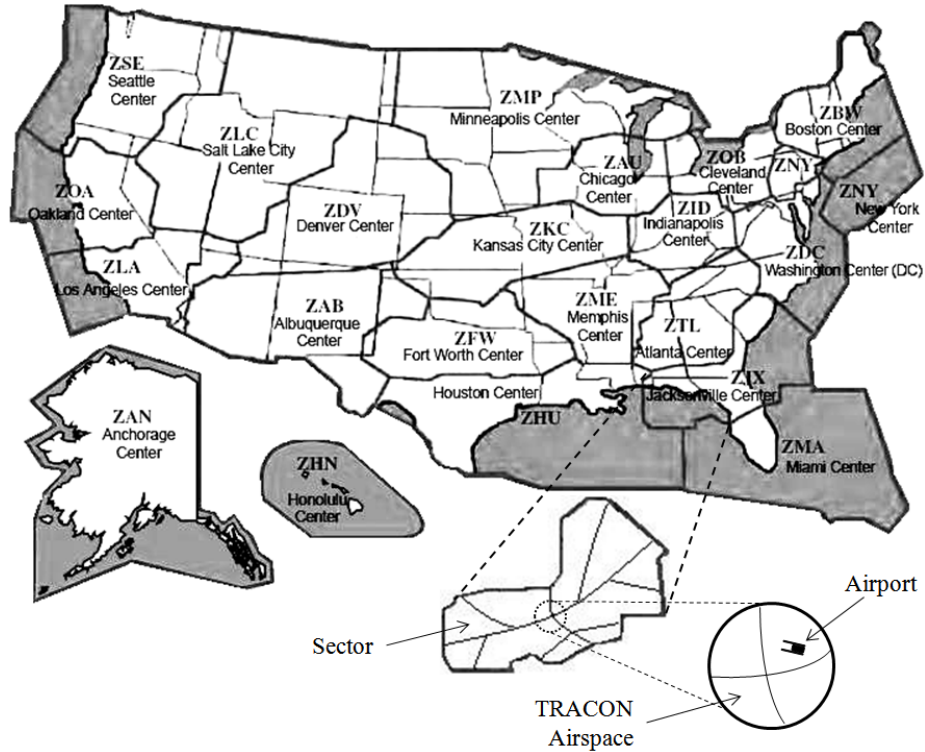 ZSE
Seattle
Center
ZMP
Minneapolis Center
ZBW
Boston Center
ZLC
Salt Lake City
Center
ZAU
Chicago
Center
ZOB
Cleveland
Center
ZNY
ZNY
New York
Center
ZOA
Oakland Center
ZDV
Denver Center
ZKC
Kansas City Center
ZID
Indianapolis
Center
ZDC
Washington Center (DC)
ZLA
Los Angeles Center
ZAB
Albuquerque
Center
ZFW
Fort Worth Center
ZME
Memphis
Center
ZTL
Atlanta Center
Houston Center
ZHU
ZJX
Jacksonville Center
ZMA
Miami Center
ZAN
Anchorage
Center
ZHN
Honolulu
Center
Sector
Airport
TRACON
Airspace